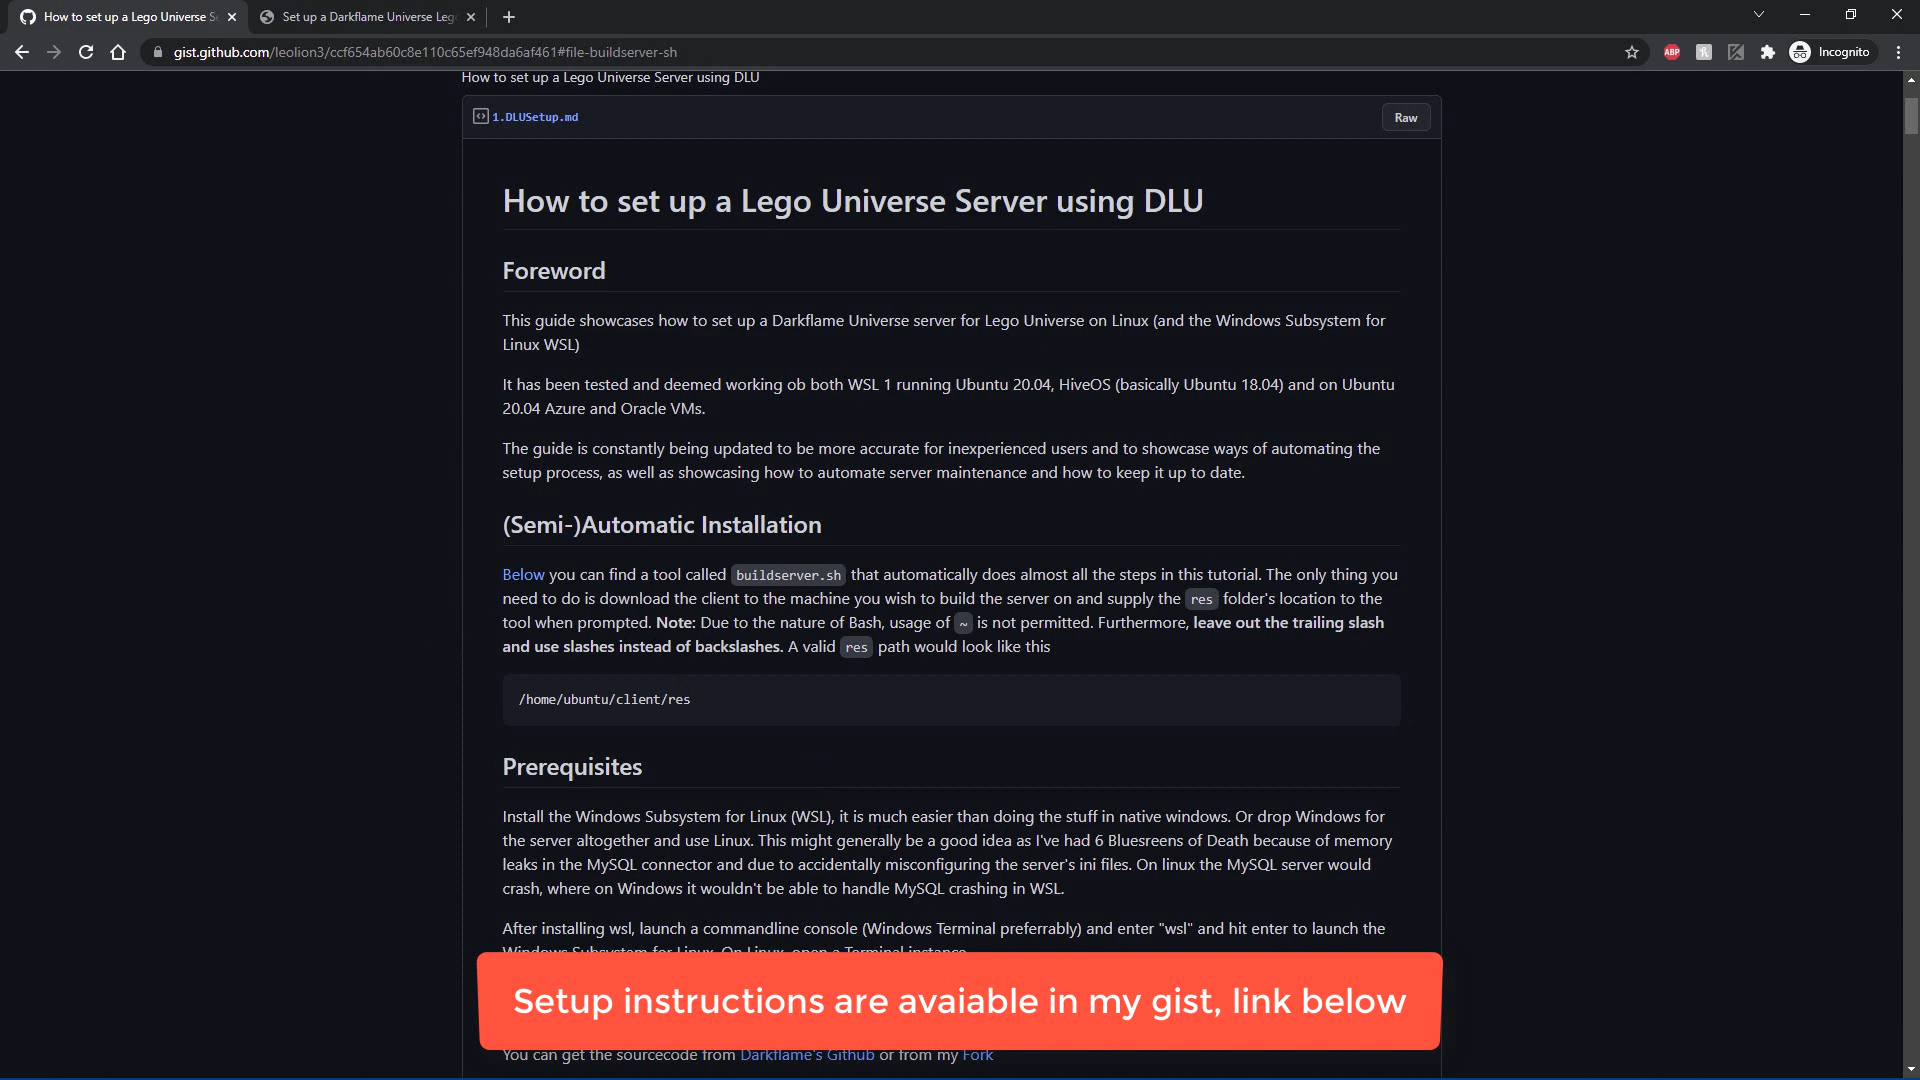 How to set up a Lego Universe S
Set up a Darkflame Universe Leg
gist.github.com/leolion3/ccf654ab60c8e110c65ef948da6af461#file-buildserver-sh
ABP
Incognito
How to set up a Lego Universe Server using DLU
1.DLUSetup.md
Raw
How to set up a Lego Universe Server using DLU
Foreword
This guide showcases how to set up a Darkflame Universe server for Lego Universe on Linux (and the Windows Subsystem for
Linux WSL)
It has been tested and deemed working ob both WSL 1 running Ubuntu 20.04, HiveOS (basically Ubuntu 18.04) and on Ubuntu
20.04 Azure and Oracle VMs.
The guide is constantly being updated to be more accurate for inexperienced users and to showcase ways of automating the
setup process, as well as showcasing how to automate server maintenance and how to keep it up to date.
(Semi-)Automatic Installation
Below you can find a tool called buildserver.sh that automatically does almost all the steps in this tutorial. The only thing you
need to do is download the client to the machine you wish to build the server on and supply the res folder's location to the
tool when prompted. Note: Due to the nature of Bash, usage of ~ is not permitted. Furthermore, leave out the trailing slash
and use slashes instead of backslashes. A valid res path would look like this
/home/ubuntu/client/res
Prerequisites
Install the Windows Subsystem for Linux (WSL), it is much easier than doing the stuff in native windows. Or drop Windows for
the server altogether and use Linux. This might generally be a good idea as I've had 6 Bluesreens of Death because of memory
leaks in the MySQL connector and due to accidentally misconfiguring the server's ini files. On linux the MySQL server would
crash, where on Windows it wouldn't be able to handle MySQL crashing in WSL.
After installing wsl, launch a commandline console (Windows Terminal preferrably) and enter "wsl" and hit enter to launch the
Windows Subsystem for Linux. On Linux, open a Terminal instance.
Setup instructions are avaiable in my gist, link below
You can get the sourcecode from Darkflame's Github or from my Fork